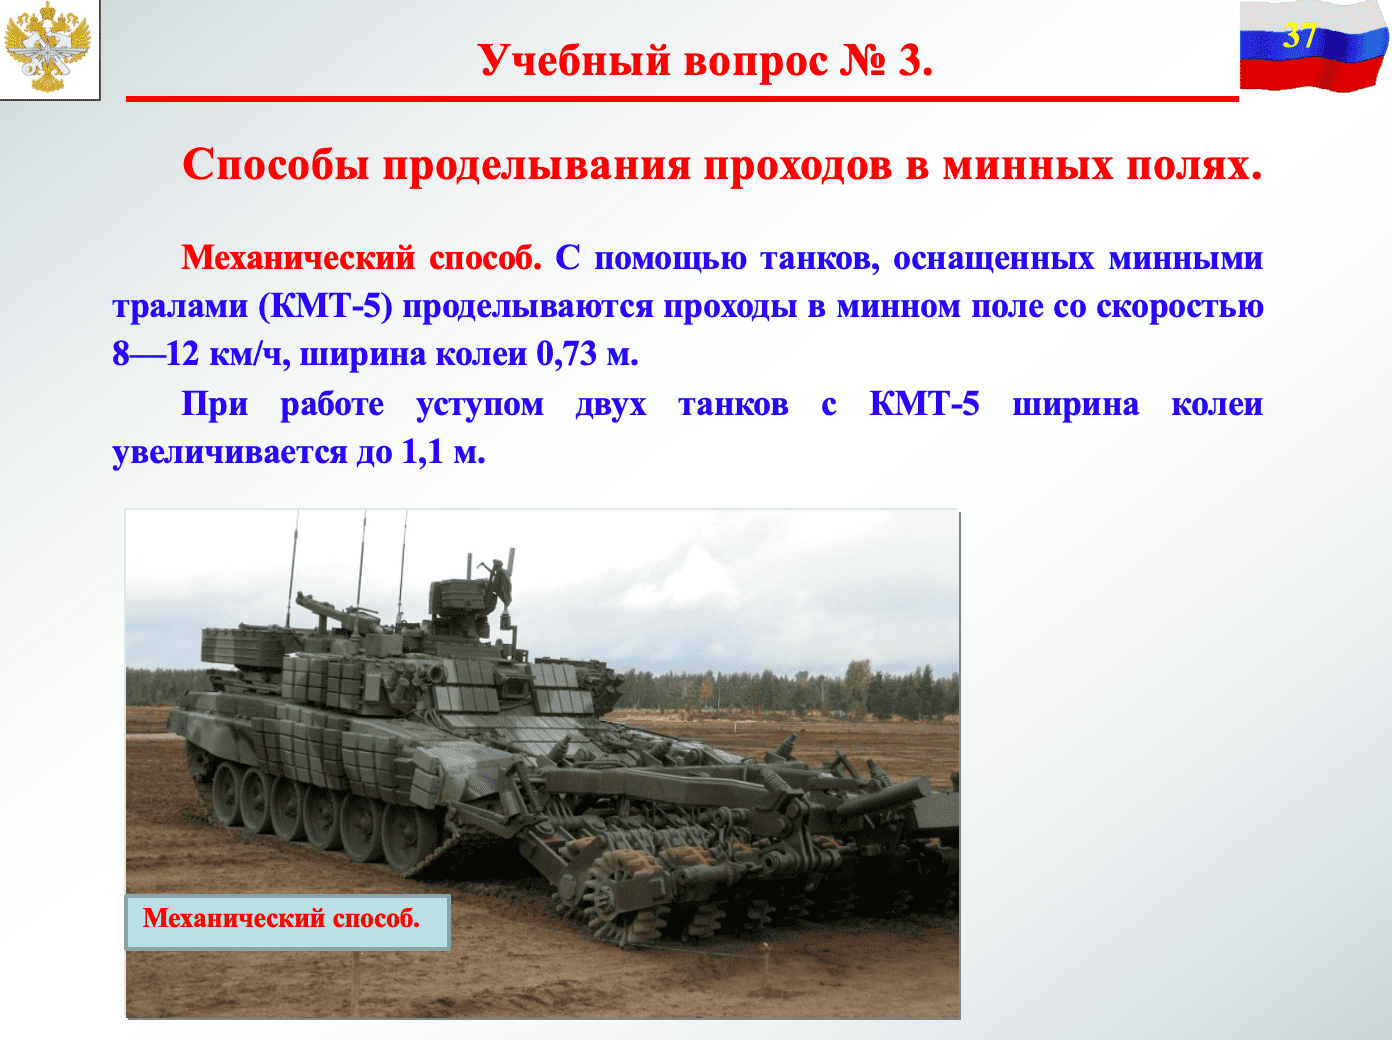 37
Учебный вопрос № 3.
Способы проделывания проходов в минных полях.
Механический способ. С помощью танков, оснащенных минными
тралами (КМТ-5) проделываются проходы в минном поле со скоростью
8—12 км/ч, ширина колеи 0,73 м.
При работе уступом двух танков с КМТ-5 ширина колеи
увеличивается до 1,1 м.
Механический способ.